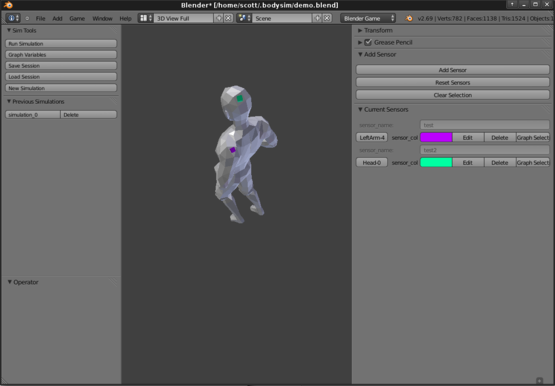 Blender* [/home/scott/.bodysim/demo.blend]
File Add Game Window Help 3D View Full Scene Blender Game v2.69 | Verts:782 | Faces:1138 | Tris:1524 | Objects:1
Sim Tools
Run Simulation
Graph Variables
Save Session
Load Session
New Simulation
Previous Simulations
simulation_0 Delete
Operator
Transform
Grease Pencil
Add Sensor
Add Sensor
Reset Sensors
Clear Selection
Current Sensors
sensor_name: test
LeftArm-4 sensor_col Edit Delete Graph Select
sensor_name: test2
Head-0 sensor_col Edit Delete Graph Select